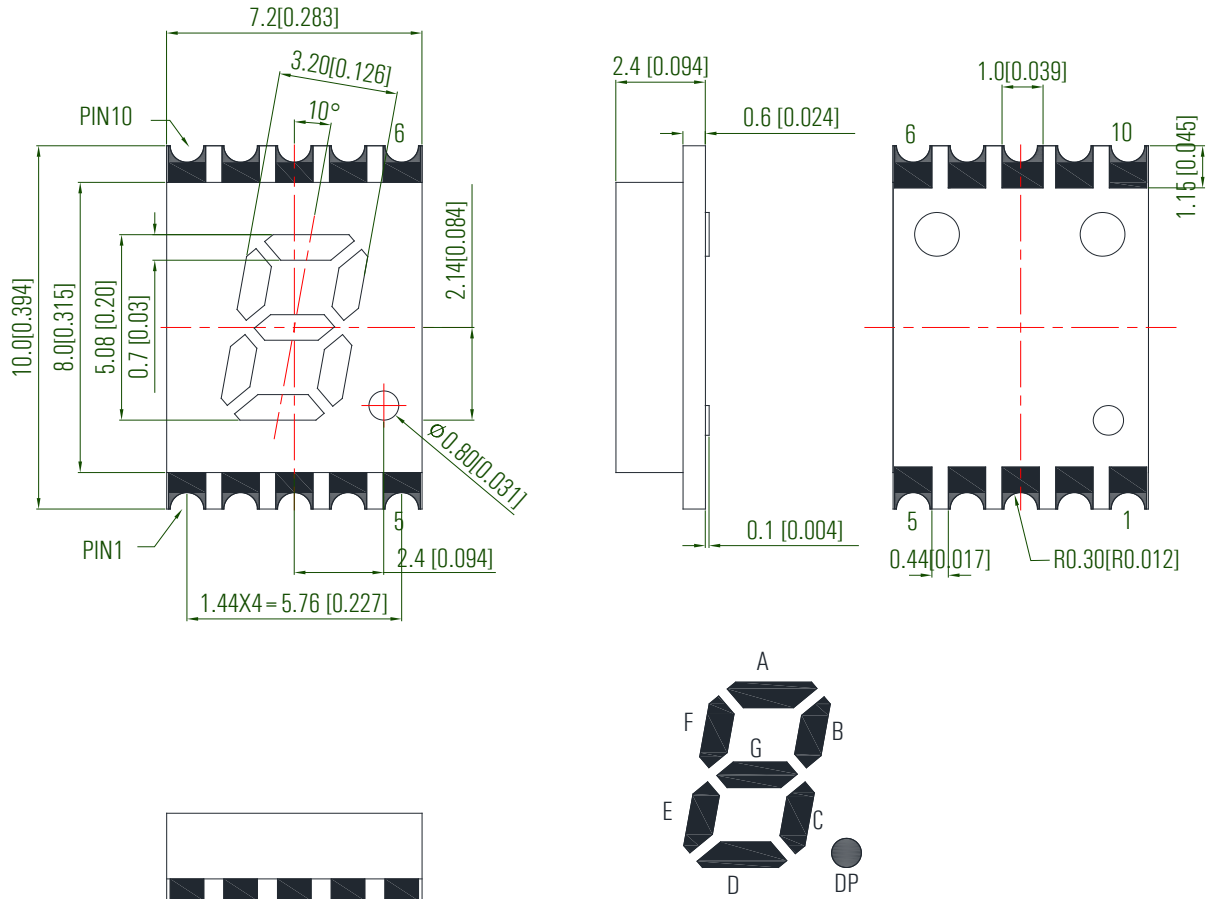 7.2[0.283]
3.20[0.126]
10°
PIN10
6
10.0[0.394]
8.0[0.315]
5.08 [0.20]
0.7 [0.03]
2.14[0.084]
Ø0.80[0.031]
PIN1
5
2.4 [0.094]
1.44X4 = 5.76 [0.227]
2.4 [0.094]
0.6 [0.024]
0.1 [0.004]
1.0[0.039]
6
10
1.15 [0.045]
5
1
0.44[0.017]
R0.30[R0.012]
A
F
B
G
E
C
D
DP